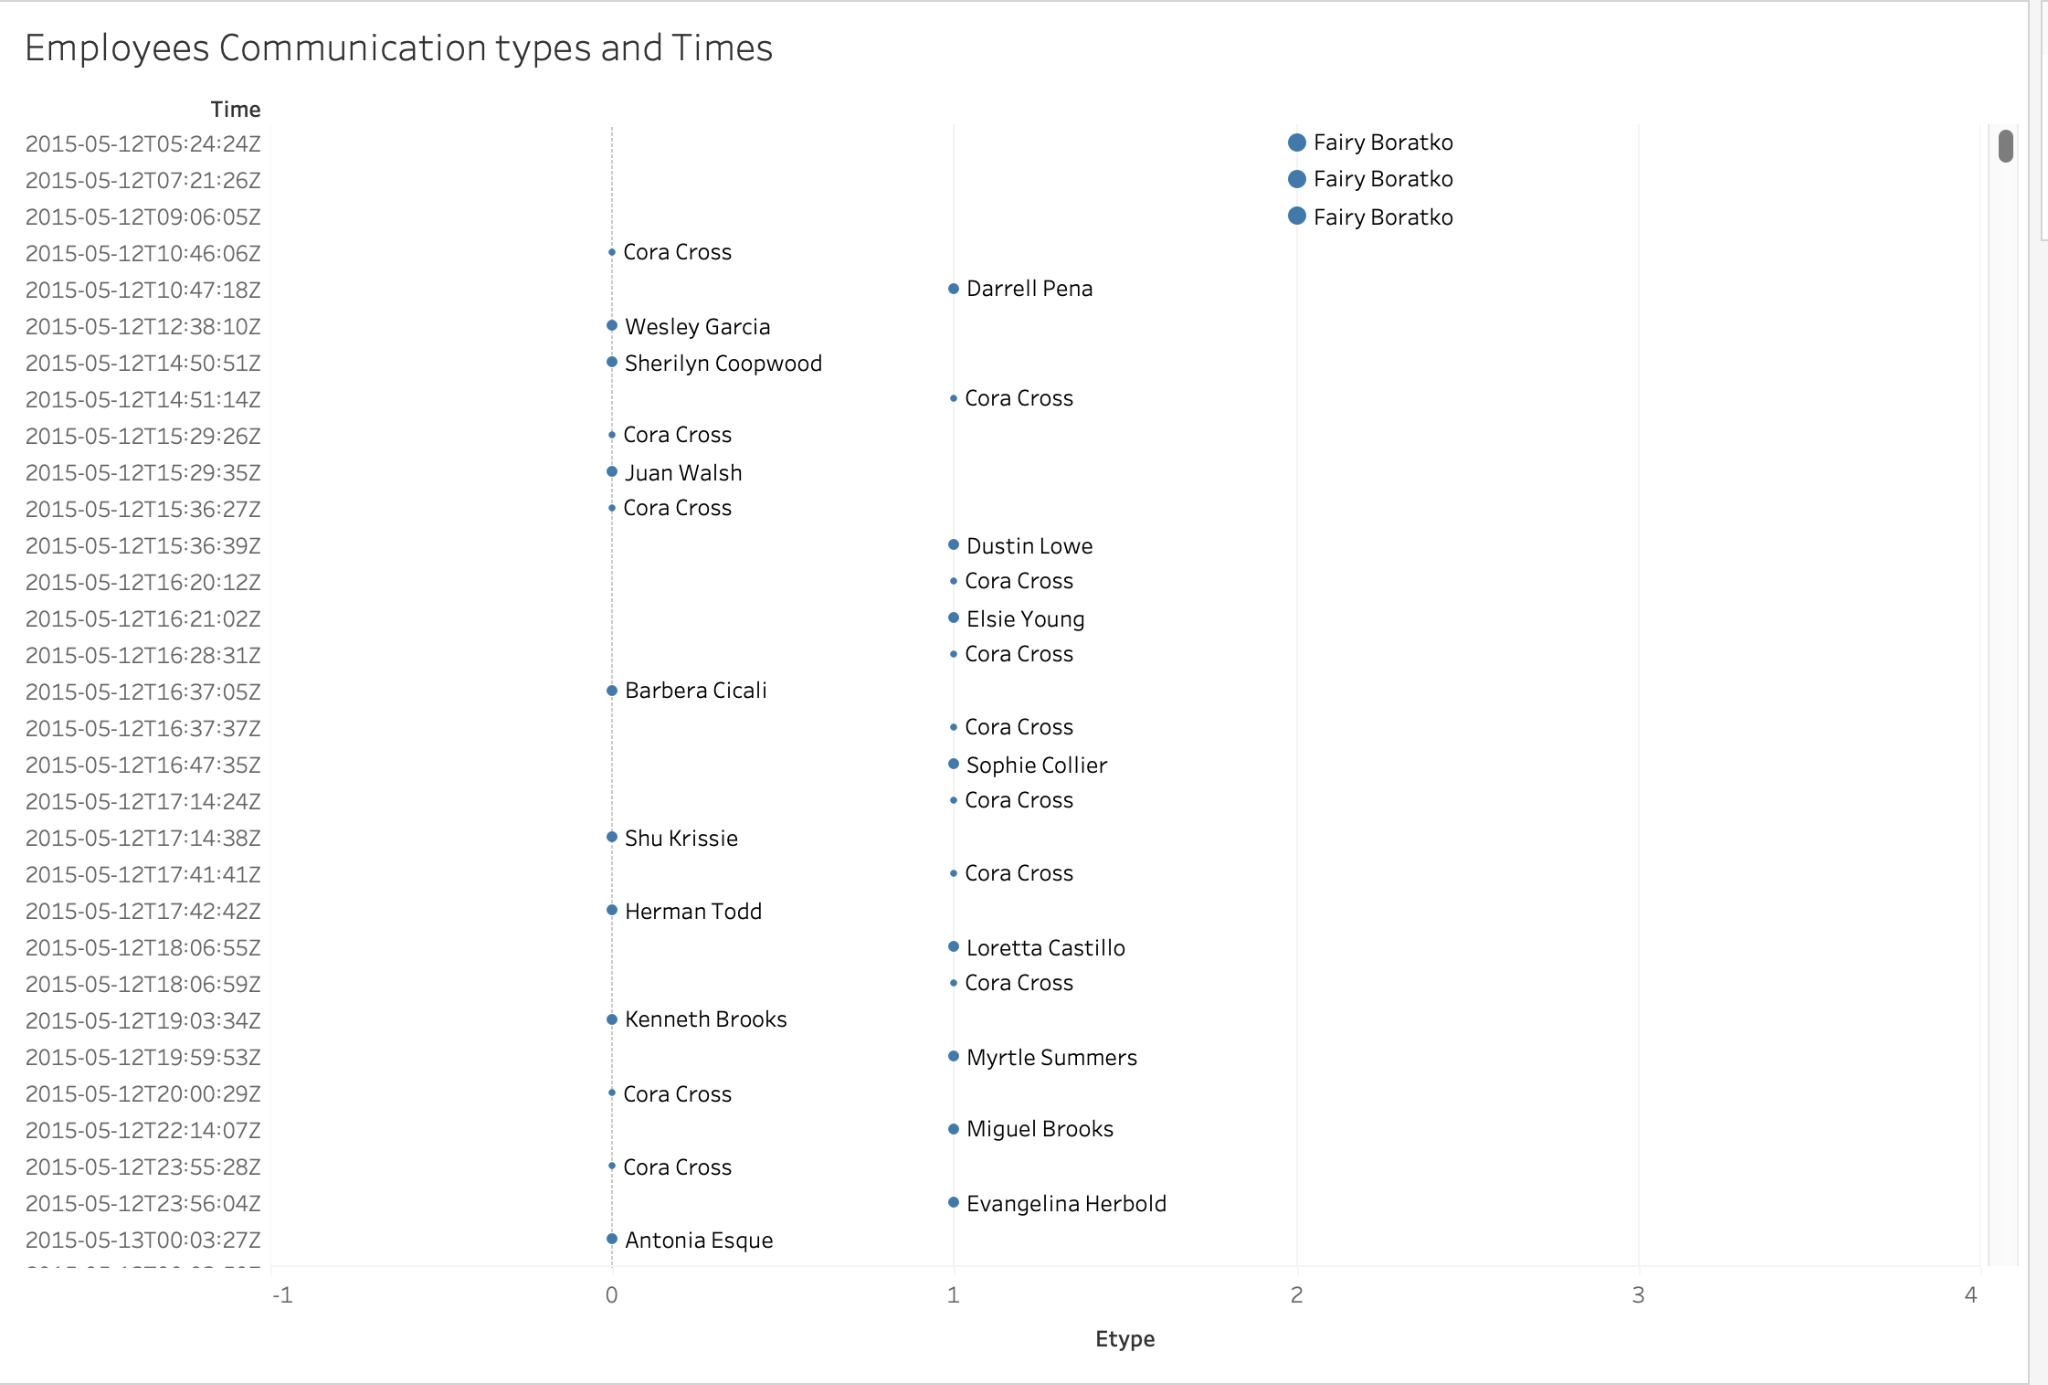 Employees Communication types and Times
Time
2015-05-12T05:24:24Z Fairy Boratko
2015-05-12T07:21:26Z Fairy Boratko
2015-05-12T09:06:05Z Fairy Boratko
2015-05-12T10:46:06Z Cora Cross
2015-05-12T10:47:18Z Darrell Pena
2015-05-12T12:38:10Z Wesley Garcia
2015-05-12T14:50:51Z Sherilyn Coopwood
2015-05-12T14:51:14Z Cora Cross
2015-05-12T15:29:26Z Cora Cross
2015-05-12T15:29:35Z Juan Walsh
2015-05-12T15:36:27Z Cora Cross
2015-05-12T15:36:39Z Dustin Lowe
2015-05-12T16:20:12Z Cora Cross
2015-05-12T16:21:02Z Elsie Young
2015-05-12T16:28:31Z Cora Cross
2015-05-12T16:37:05Z Barbera Cicali
2015-05-12T16:37:37Z Cora Cross
2015-05-12T16:47:35Z Sophie Collier
2015-05-12T17:14:24Z Cora Cross
2015-05-12T17:14:38Z Shu Krissie
2015-05-12T17:41:41Z Cora Cross
2015-05-12T17:42:42Z Herman Todd
2015-05-12T18:06:55Z Loretta Castillo
2015-05-12T18:06:59Z Cora Cross
2015-05-12T19:03:34Z Kenneth Brooks
2015-05-12T19:59:53Z Myrtle Summers
2015-05-12T20:00:29Z Cora Cross
2015-05-12T22:14:07Z Miguel Brooks
2015-05-12T23:55:28Z Cora Cross
2015-05-12T23:56:04Z Evangelina Herbold
2015-05-13T00:03:27Z Antonia Esque
-1 0 1 2 3 4
Etype